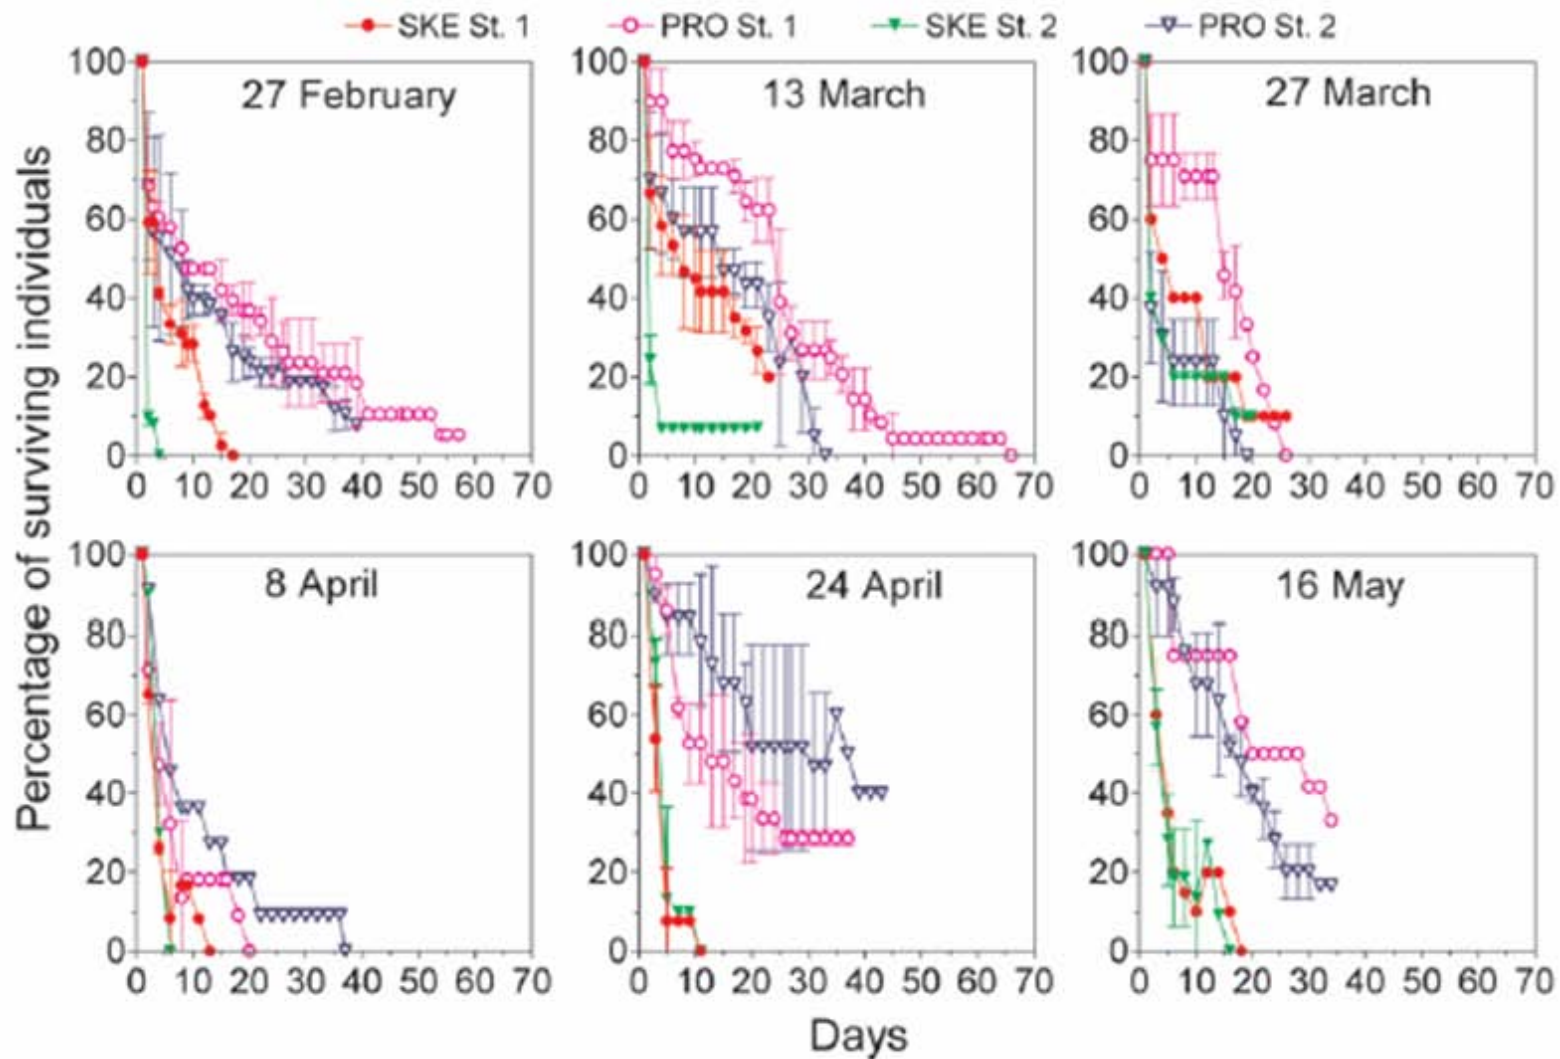 SKE St. 1 PRO St. 1 SKE St. 2 PRO St. 2
Percentage of surviving individuals
27 February
100
80
60
40
20
0
0 10 20 30 40 50 60 70
13 March
100
80
60
40
20
0
0 10 20 30 40 50 60 70
27 March
100
80
60
40
20
0
0 10 20 30 40 50 60 70
8 April
100
80
60
40
20
0
0 10 20 30 40 50 60 70
24 April
100
80
60
40
20
0
0 10 20 30 40 50 60 70
16 May
100
80
60
40
20
0
0 10 20 30 40 50 60 70
Days